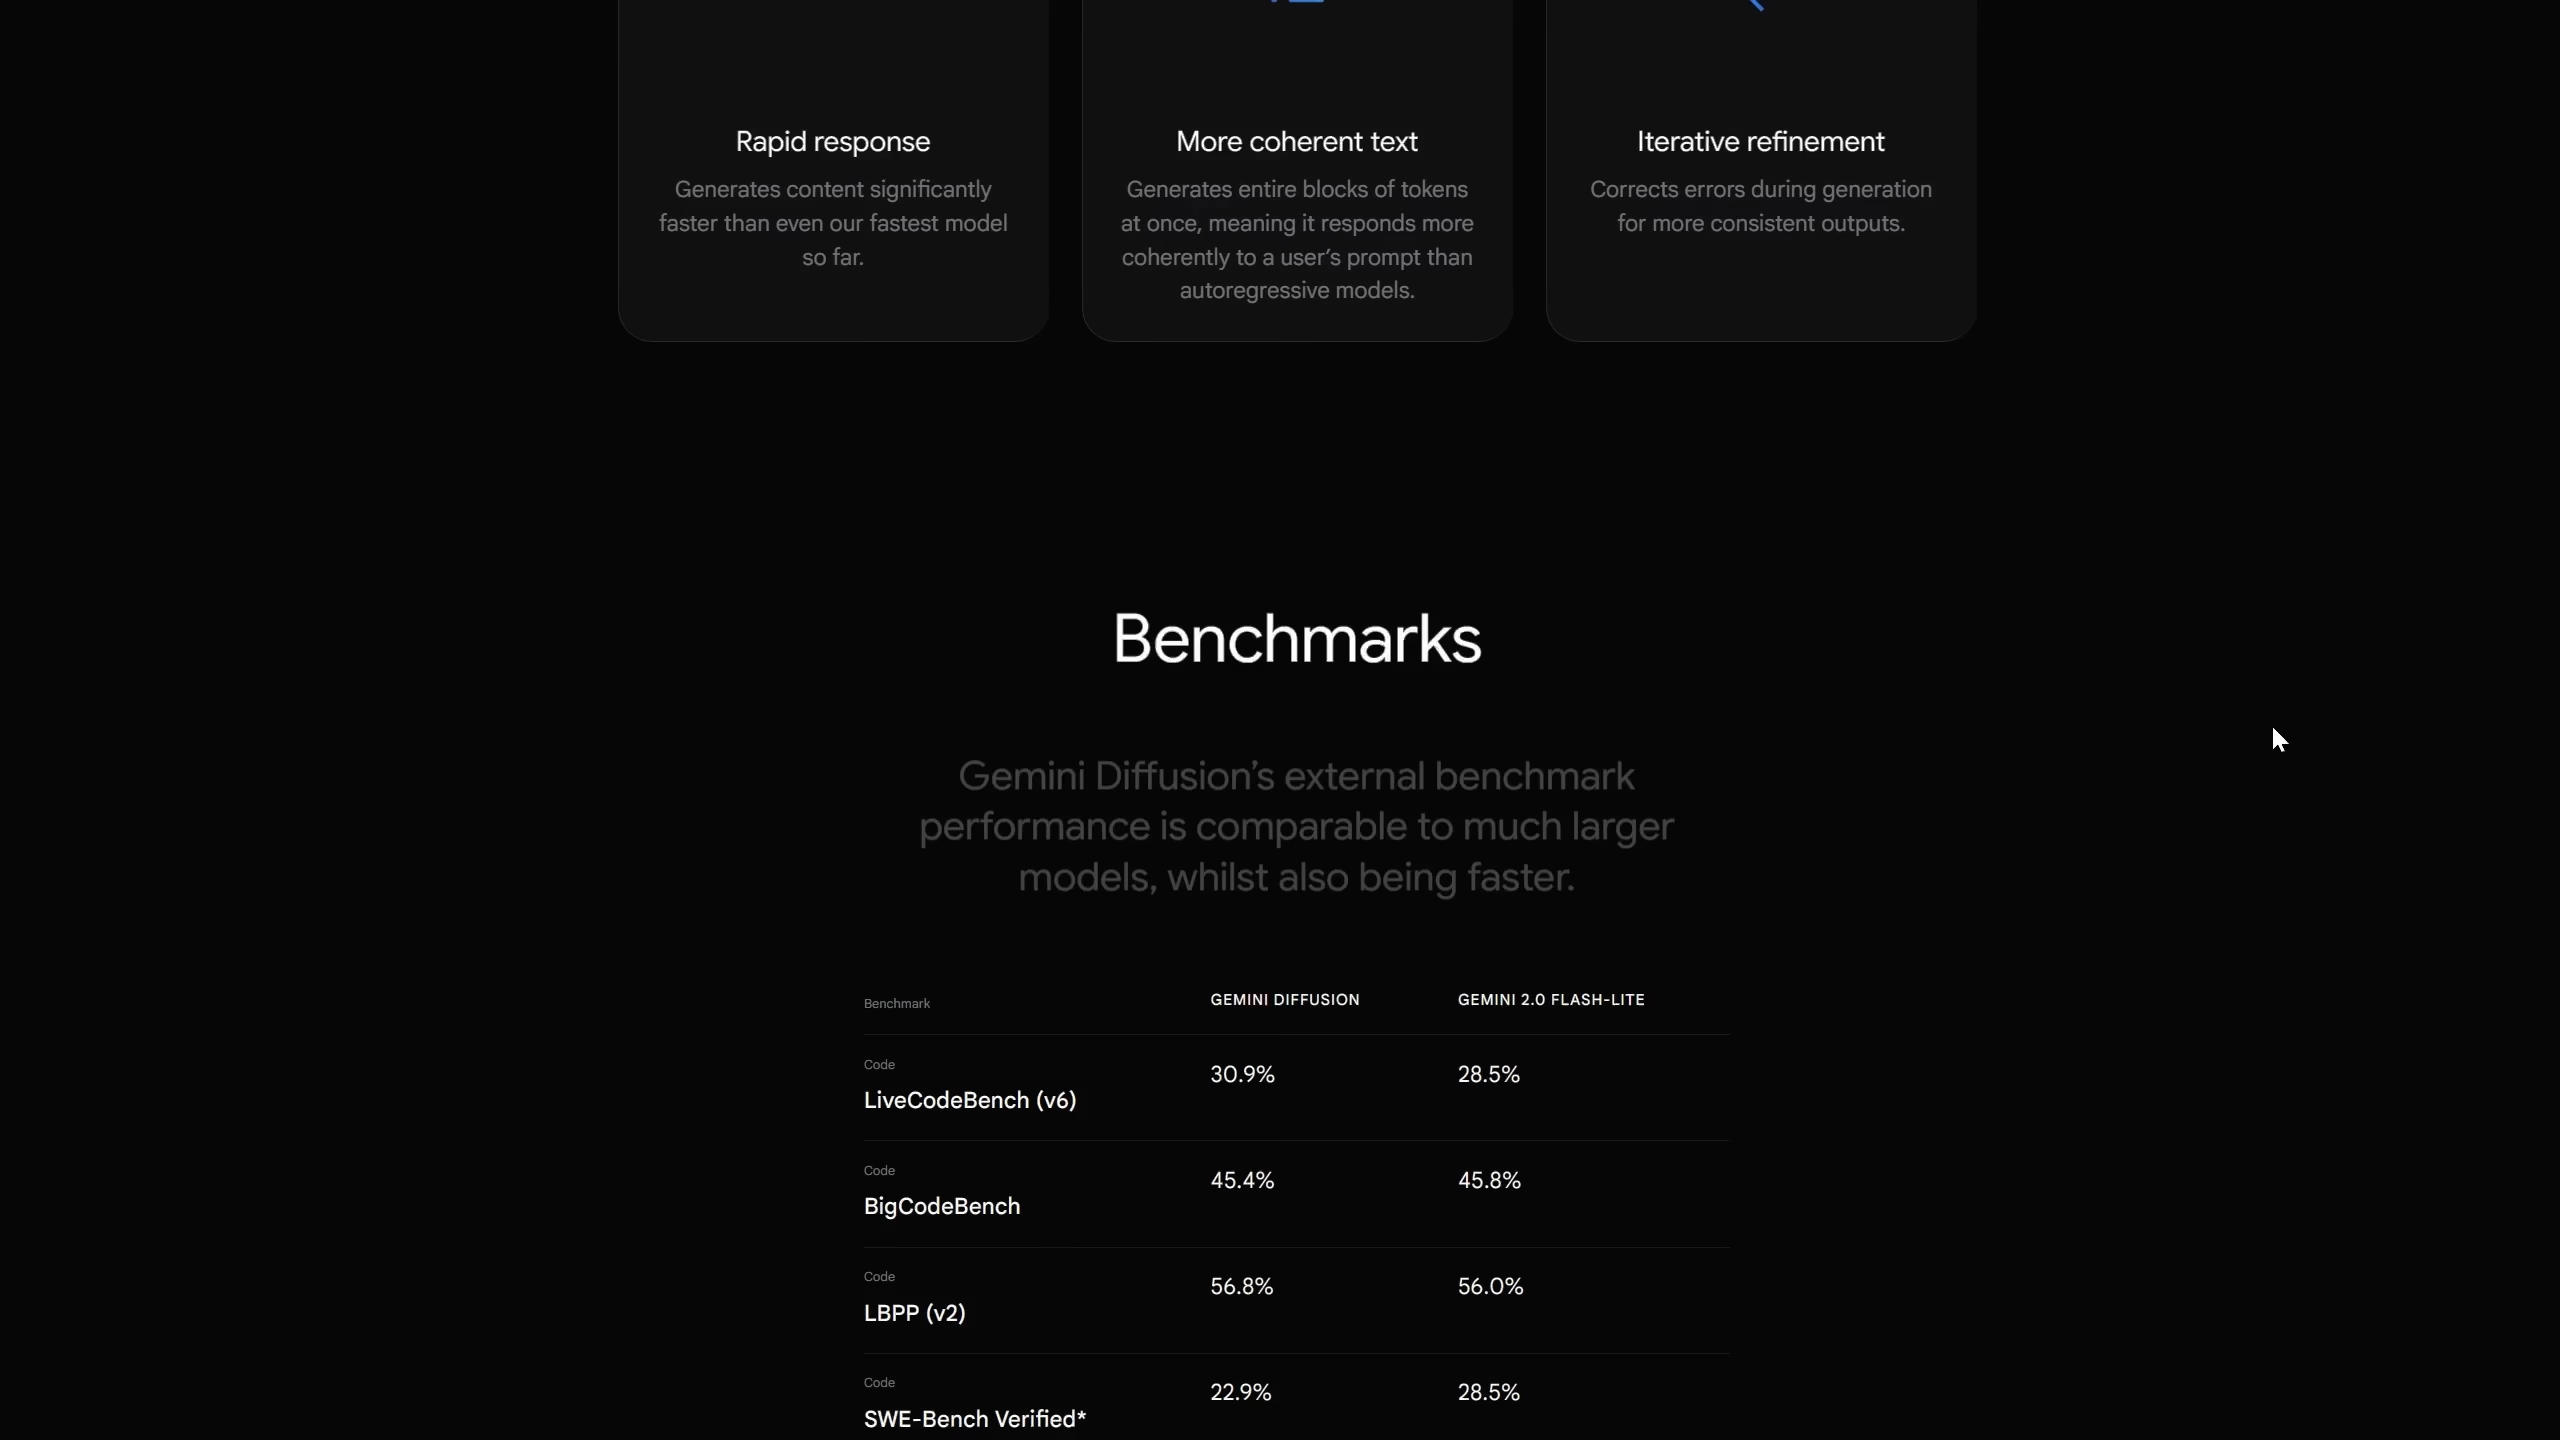 Rapid response
Generates content significantly
faster than even our fastest model
so far.
More coherent text
Generates entire blocks of tokens
at once, meaning it responds more
coherently to a user’s prompt than
autoregressive models.
Iterative refinement
Corrects errors during generation
for more consistent outputs.
Benchmarks
Gemini Diffusion’s external benchmark
performance is comparable to much larger
models, whilst also being faster.
Benchmark GEMINI DIFFUSION GEMINI 2.0 FLASH-LITE
Code
LiveCodeBench (v6) 30.9% 28.5%
Code
BigCodeBench 45.4% 45.8%
Code
LBPP (v2) 56.8% 56.0%
Code
SWE-Bench Verified* 22.9% 28.5%